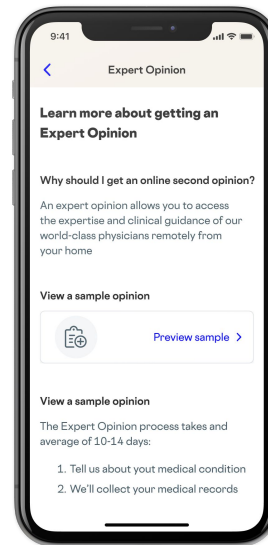 9:41
Expert Opinion
Learn more about getting an
Expert Opinion
Why should I get an online second opinion?
An expert opinion allows you to access
the expertise and clinical guidance of our
world-class physicians remotely from
your home
View a sample opinion
Preview sample
View a sample opinion
The Expert Opinion process takes and
average of 10-14 days:
1. Tell us about yout medical condition
2. We'll collect your medical records